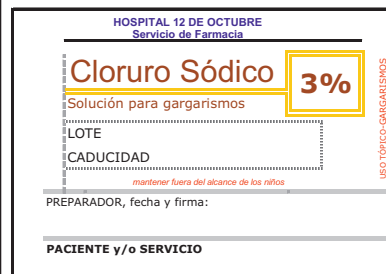 HOSPITAL 12 DE OCTUBRE
Servicio de Farmacia
Cloruro Sódico
3%
Solución para gargarismos
LOTE
CADUCIDAD
mantener fuera del alcance de los niños
USO TÓPICO-GARGARISMOS
PREPARADOR, fecha y firma:
PACIENTE y/o SERVICIO